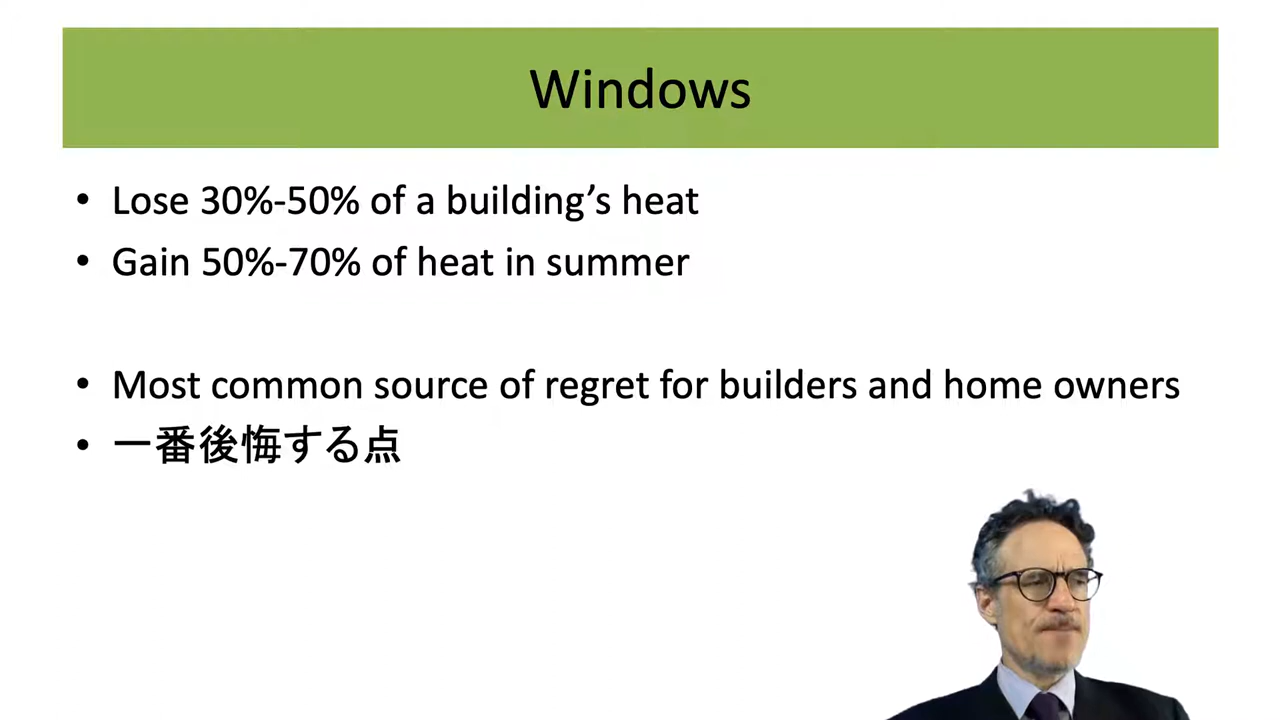 Windows
• Lose 30%-50% of a building’s heat
• Gain 50%-70% of heat in summer
• Most common source of regret for builders and home owners
• 一番後悔する点